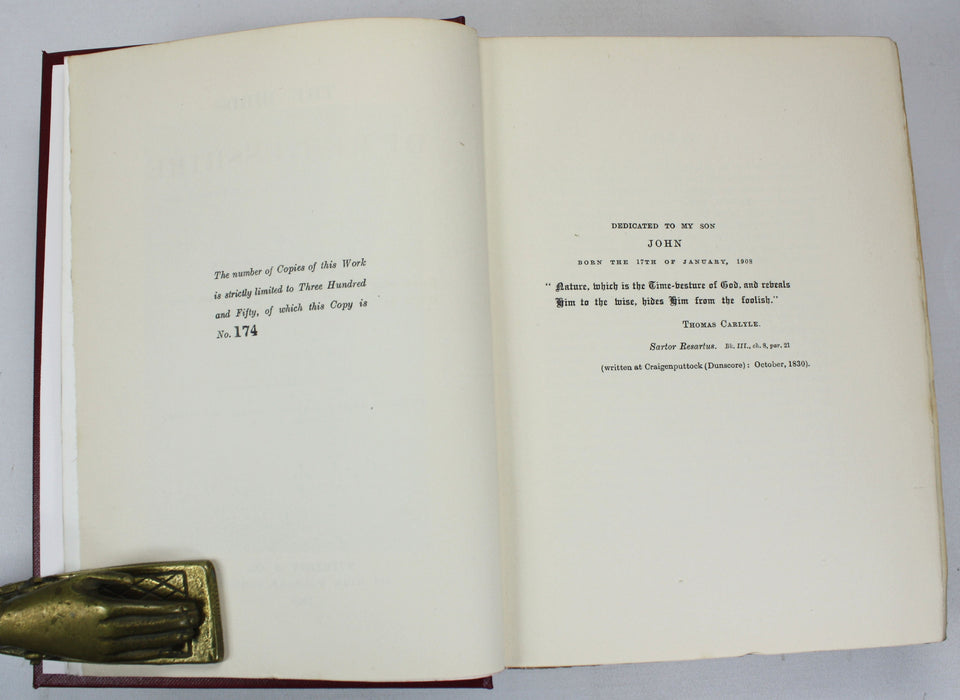 The number of Copies of this Work
is strictly limited to Three Hundred
and Fifty, of which this Copy is
No. 174
DEDICATED TO MY SON
JOHN
BORN THE 17TH OF JANUARY, 1908
"Nature, which is the Time-vesture of God, and reveals
Him to the wise, hides Him from the foolish."
THOMAS CARLYLE.
Sartor Resartus. Bk. III., ch. 8, par. 21
(written at Craigenputtock (Dunscore): October, 1830).